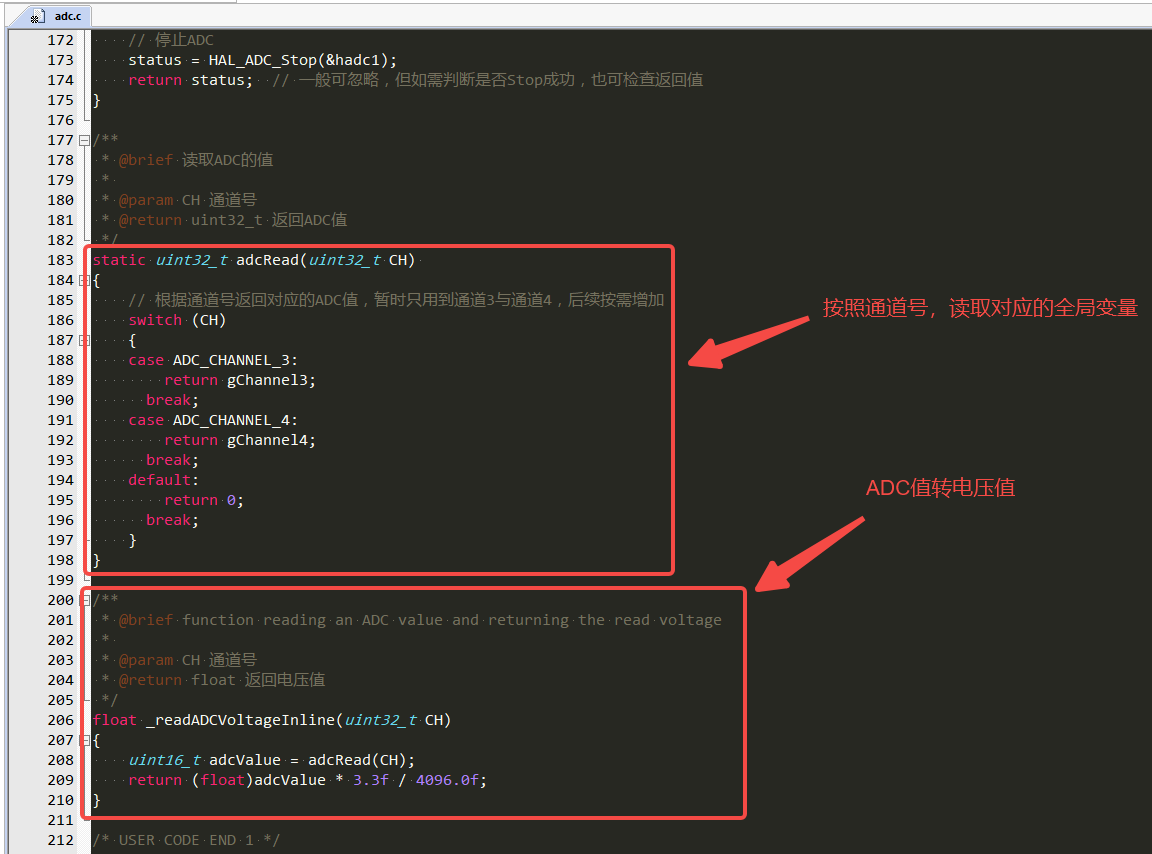 adc.c
172 // 停止ADC
173 status = HAL_ADC_Stop(&hadc1);
174 return status; // 一般可忽略，但如需判断是否Stop成功，也可检查返回值
175 }
176
177 /**
178 * @brief 读取ADC的值
179 *
180 * @param CH 通道号
181 * @return uint32_t 返回ADC值
182 */
183 static uint32_t adcRead(uint32_t CH)
184 {
185 // 根据通道号返回对应的ADC值，暂时只用到通道3与通道4，后续按需增加
186 switch (CH)
187 {
188 case ADC_CHANNEL_3:
189 return gChannel3;
190 break;
191 case ADC_CHANNEL_4:
192 return gChannel4;
193 break;
194 default:
195 return 0;
196 break;
197 }
198 }
199
按照通道号，读取对应的全局变量
200 /**
201 * @brief function reading an ADC value and returning the read voltage
202 *
203 * @param CH 通道号
204 * @return float 返回电压值
205 */
206 float _readADCVoltageInline(uint32_t CH)
207 {
208 uint16_t adcValue = adcRead(CH);
209 return (float)adcValue * 3.3f / 4096.0f;
210 }
211
212 /* USER CODE END 1 */
ADC值转电压值